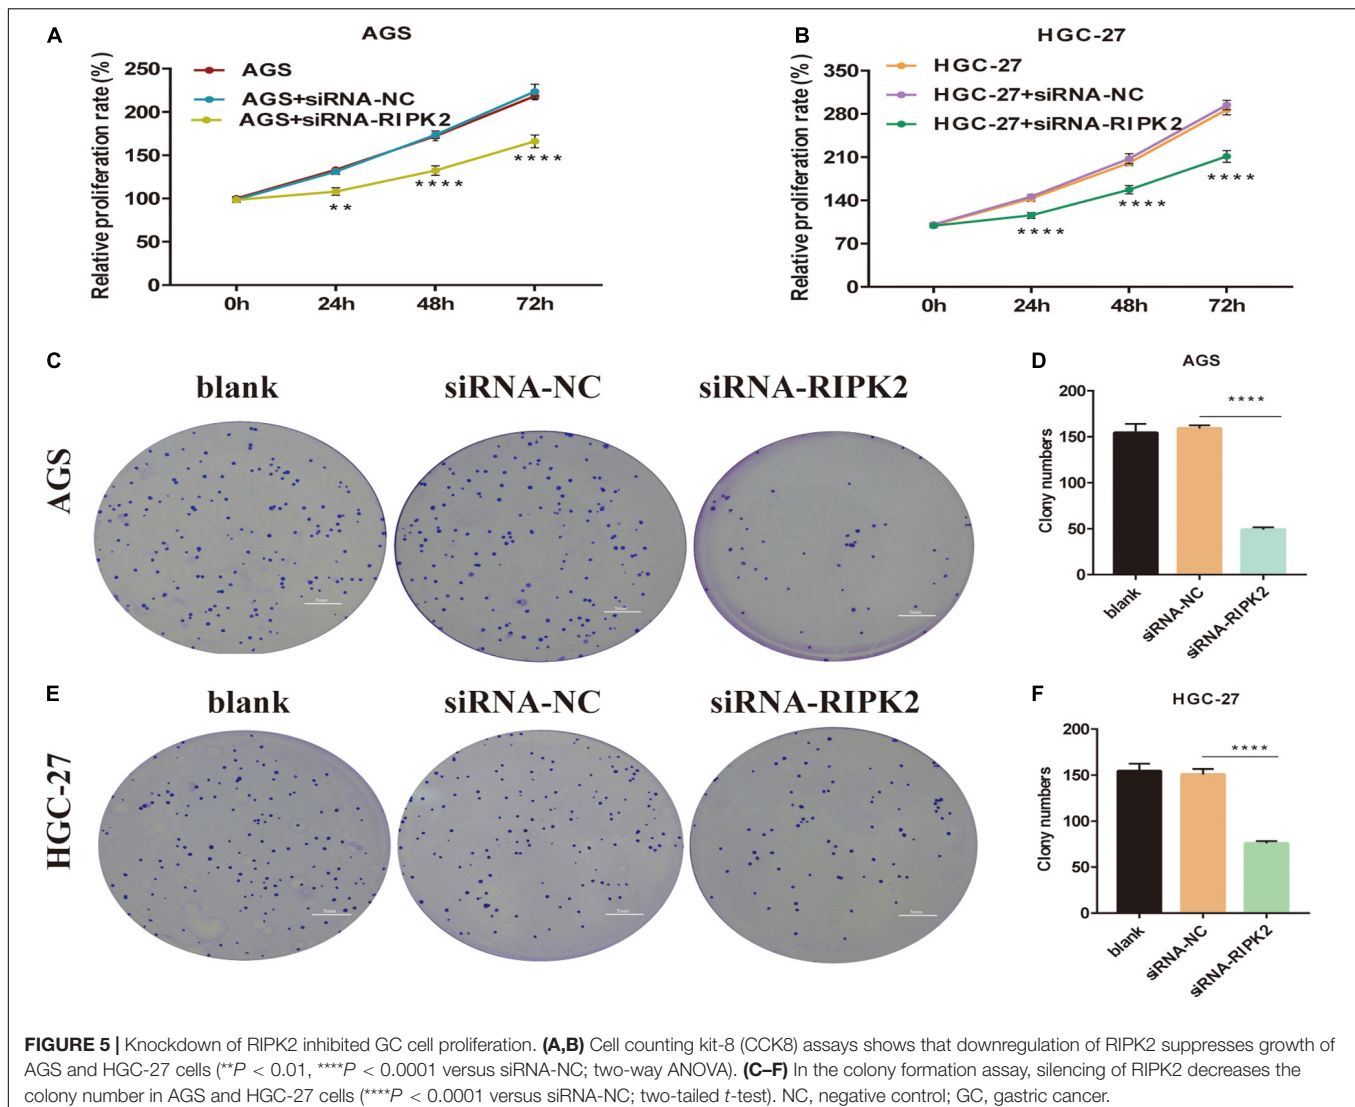 A
AGS
Relative proliferation rate (%)
250
200
150
100
50
0
AGS
AGS+siRNA-NC
AGS+siRNA-RIPK2
**
****
****
0h 24h 48h 72h
B
HGC-27
Relative proliferation rate (%)
350
280
210
140
70
0
HGC-27
HGC-27+siRNA-NC
HGC-27+siRNA-RIPK2
****
****
****
0h 24h 48h 72h
C
blank siRNA-NC siRNA-RIPK2
AGS
5mm
5mm
5mm
D
AGS
Clony numbers
200
150
100
50
0
****
blank siRNA-NC siRNA-RIPK2
E
blank siRNA-NC siRNA-RIPK2
HGC-27
5mm
5mm
5mm
F
HGC-27
Clony numbers
200
150
100
50
0
****
blank siRNA-NC siRNA-RIPK2
FIGURE 5 | Knockdown of RIPK2 inhibited GC cell proliferation. (A,B) Cell counting kit-8 (CCK8) assays shows that downregulation of RIPK2 suppresses growth of
AGS and HGC-27 cells (**P < 0.01, ****P < 0.0001 versus siRNA-NC; two-way ANOVA). (C–F) In the colony formation assay, silencing of RIPK2 decreases the
colony number in AGS and HGC-27 cells (****P < 0.0001 versus siRNA-NC; two-tailed t-test). NC, negative control; GC, gastric cancer.